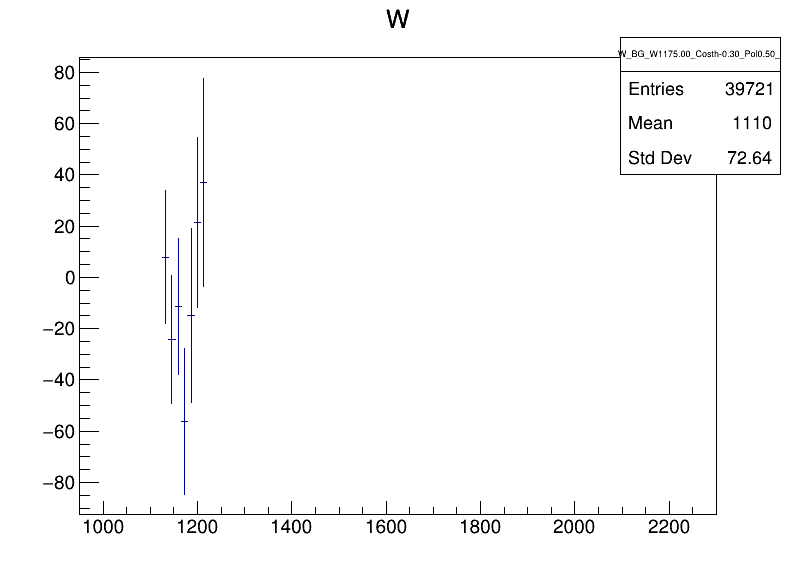 W
W_BG_W1175.00_Costh-0.30_Pol0.50_
Entries 39721
Mean 1110
Std Dev 72.64
80
60
40
20
0
−20
−40
−60
−80
1000 1200 1400 1600 1800 2000 2200